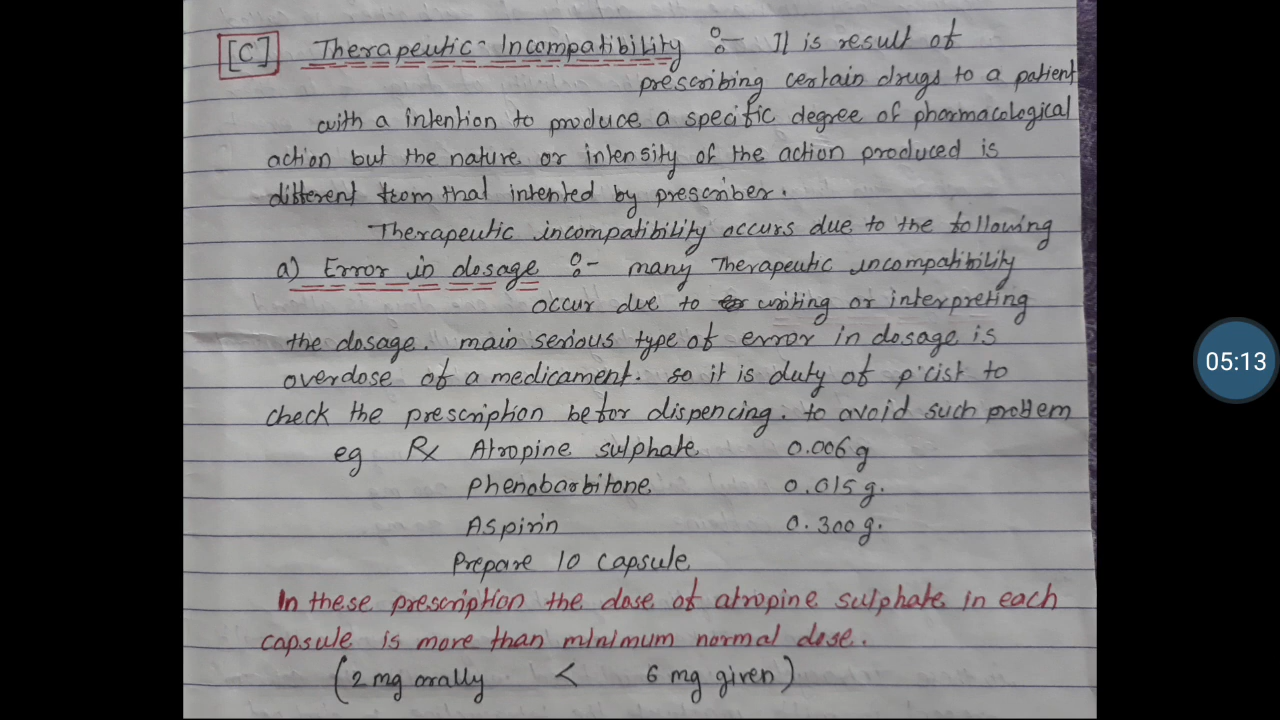 [C] Therapeutic-Incompatibility :- It is result of
prescribing certain drugs to a patient
with a intention to produce a specific degree of pharmacological
action but the nature or intensity of the action produced is
different from that intented by prescriber.
Therapeutic incompatibility occurs due to the following
a) Error in dosage :- many Therapeutic incompatibility
occur due to writing or interpreting
the dosage. main serious type of error in dosage is
overdose of a medicament. so it is duty of p'cist to
check the prescription befor dispencing. to avoid such problem
eg Rx Atropine sulphate 0.006 g
Phenobarbitone 0.015 g.
Aspirin 0.300 g.
Prepare 10 capsule
In these prescription the dose of atropine sulphate in each
capsule is more than minimum normal dose.
(2 mg orally < 6 mg given)
05:13